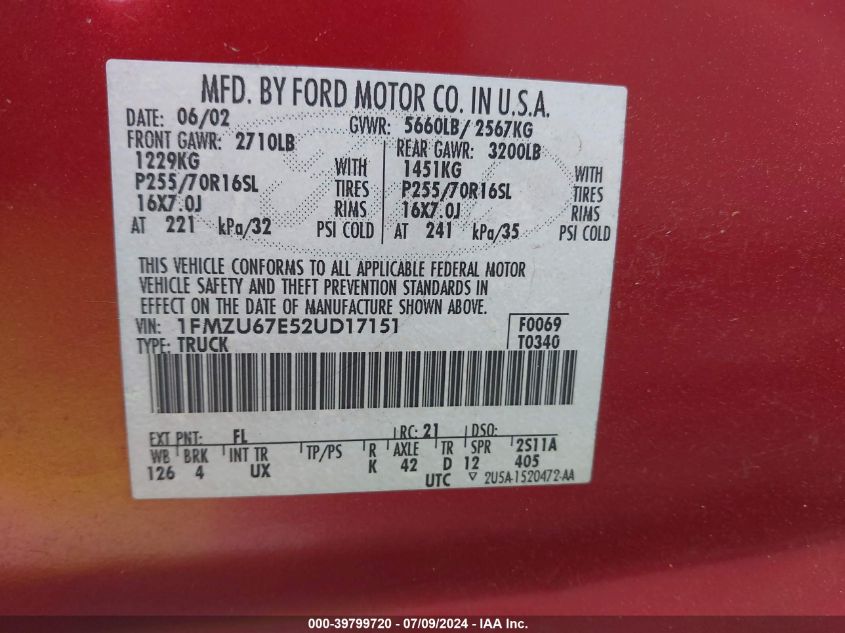 MFD. BY FORD MOTOR CO. IN U.S.A.
DATE: 06/02 GVWR: 5660LB/ 2567KG
FRONT GAWR: 2710LB REAR GAWR: 3200LB
1229KG WITH 1451KG WITH
P255/70R16SL TIRES P255/70R16SL TIRES
16X7.0J RIMS 16X7.0J RIMS
AT 221 kPa/32 PSI COLD AT 241 kPa/35 PSI COLD
THIS VEHICLE CONFORMS TO ALL APPLICABLE FEDERAL MOTOR
VEHICLE SAFETY AND THEFT PREVENTION STANDARDS IN
EFFECT ON THE DATE OF MANUFACTURE SHOWN ABOVE.
VIN: 1FMZU67E52UD17151 F0069
TYPE: TRUCK T0340
EXT PNT: FL RC: 21 DSO:
WB BRK INT TR TP/PS R AXLE TR SPR 2S11A
126 4 UX K 42 D 12 405
UTC ▽ 2U5A-1520472-AA
000-39799720 / 07/09/2024 - IAA Inc.